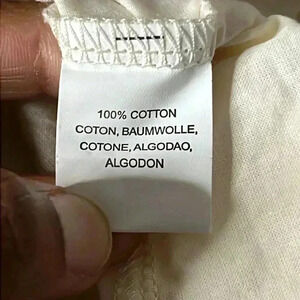 100% COTTON
COTON, BAUMWOLLE,
COTONE, ALGODAO,
ALGODON